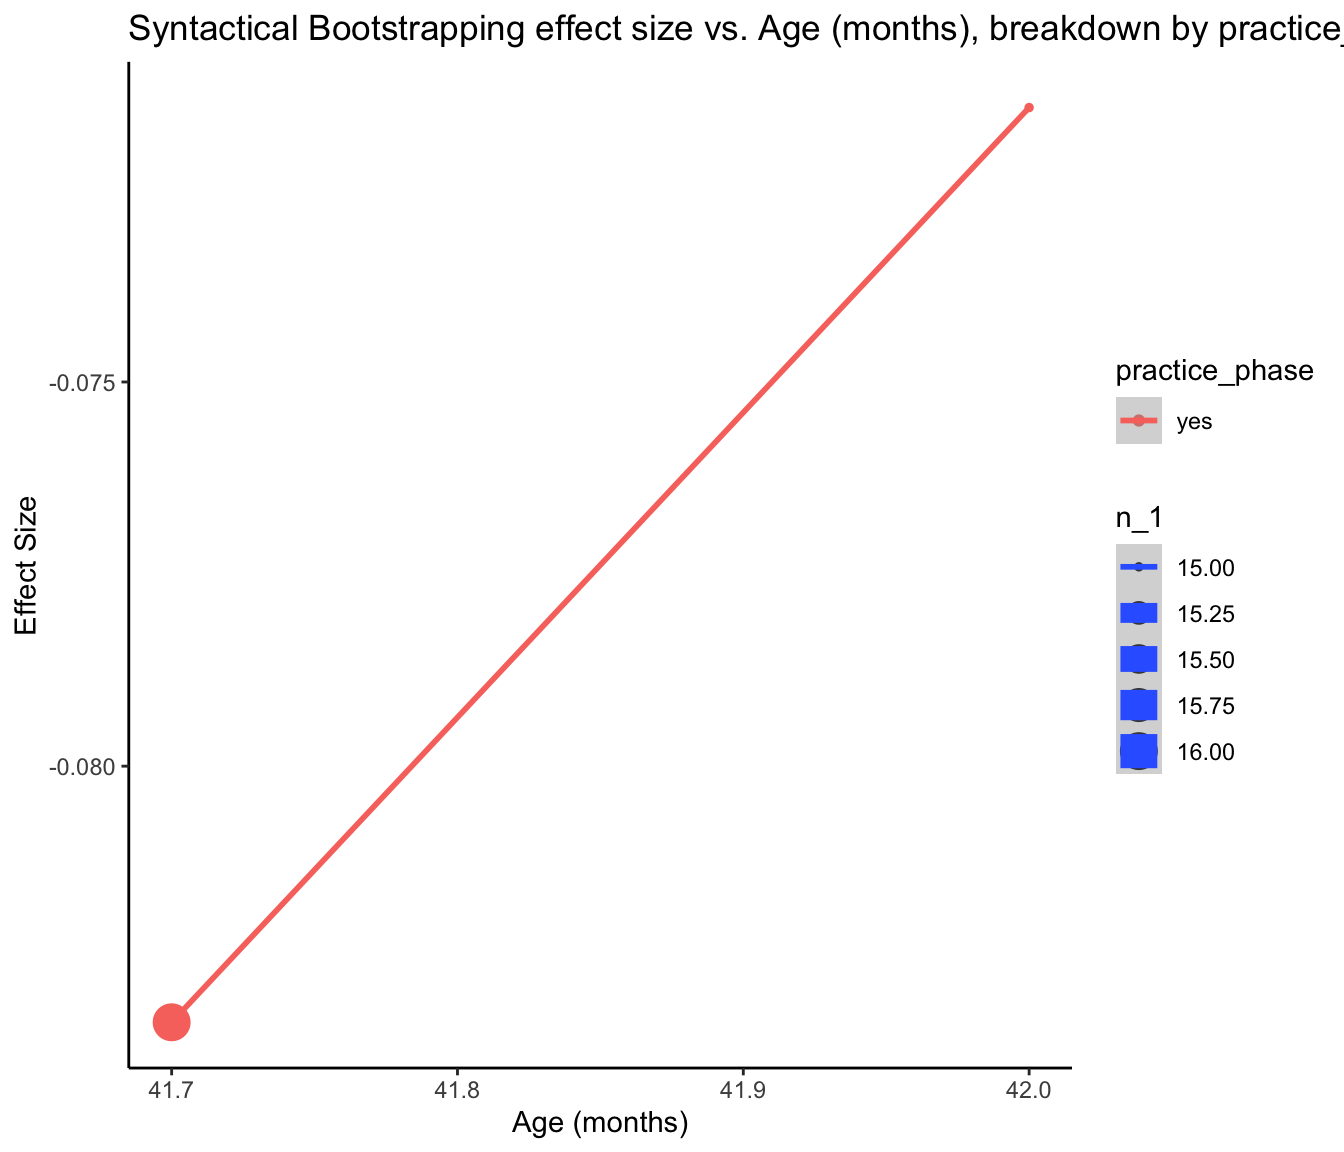 Syntactical Bootstrapping effect size vs. Age (months), breakdown by practice_
-0.075
-0.080
Effect Size
41.7
41.8
41.9
42.0
Age (months)
practice_phase
yes
n_1
15.00
15.25
15.50
15.75
16.00